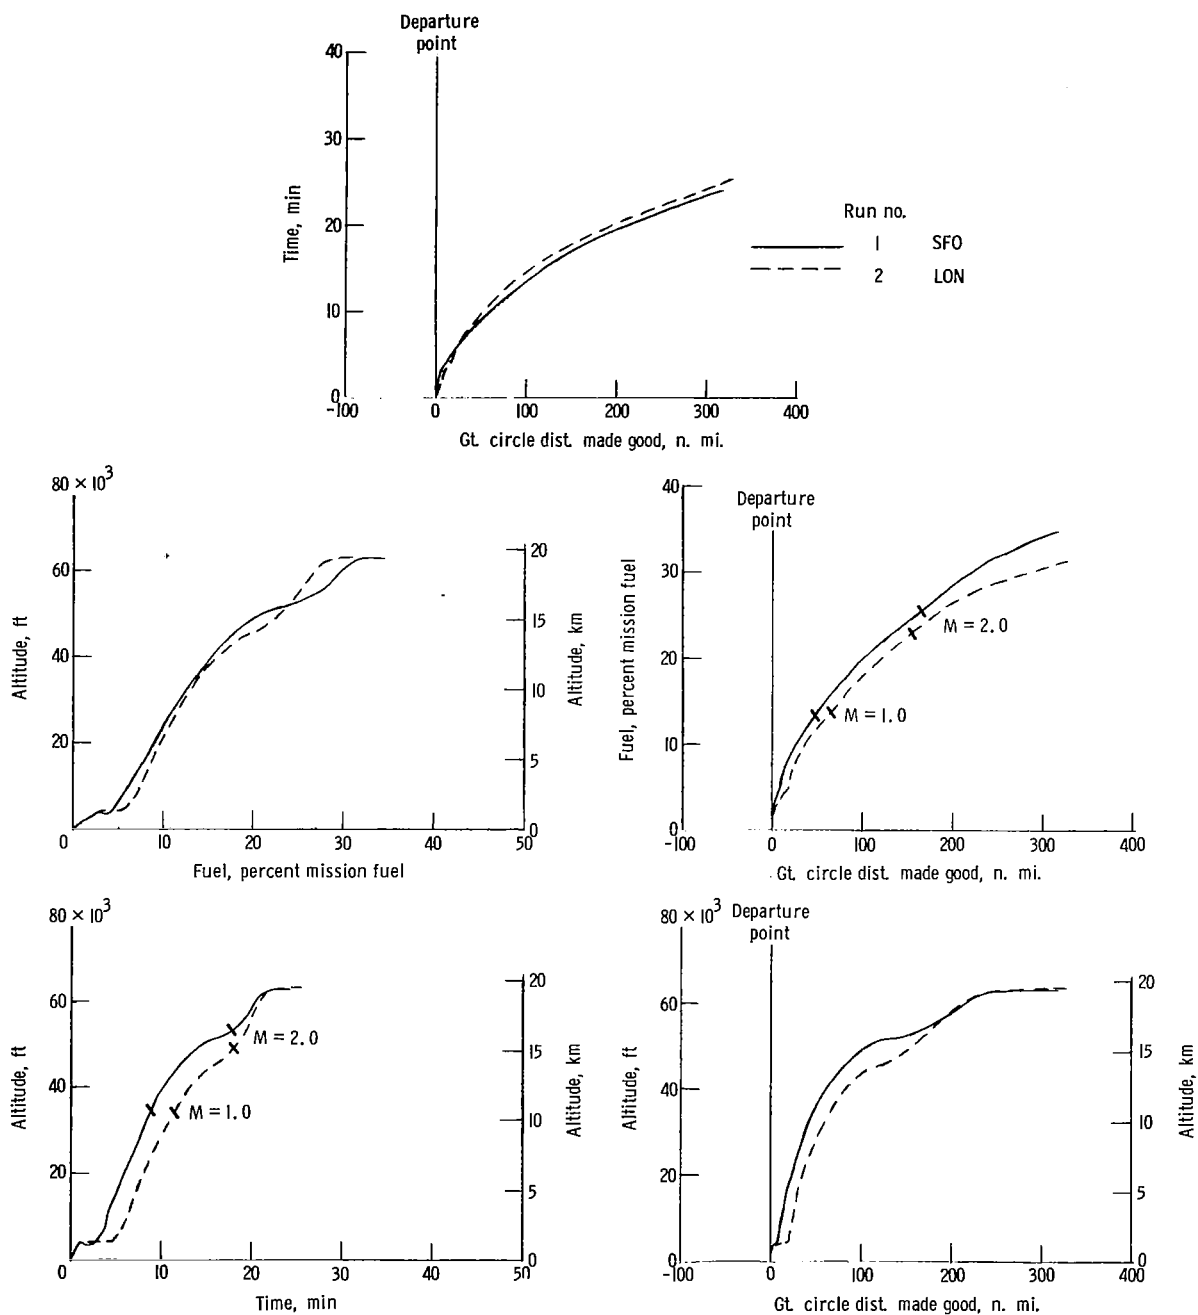 Departure
point
40
30
20
10
0
Time, min
-100
0
100
200
300
400
Gt. circle dist. made good, n. mi.
Run no.
1 SFO
2 LON
80 × 10³
60
40
20
0
Altitude, ft
10
20
30
40
50
Fuel, percent mission fuel
20
15
10
5
0
Altitude, km
40
30
20
10
0
Fuel, percent mission fuel
Departure
point
M = 2.0
M = 1.0
-100
0
100
200
300
400
Gt. circle dist. made good, n. mi.
80 × 10³
60
40
20
0
Altitude, ft
M = 2.0
M = 1.0
10
20
30
40
50
Time, min
20
15
10
5
0
Altitude, km
80 × 10³
Departure
point
60
40
20
0
Altitude, ft
-100
0
100
200
300
400
Gt. circle dist. made good, n. mi.
20
15
10
5
0
Altitude, km